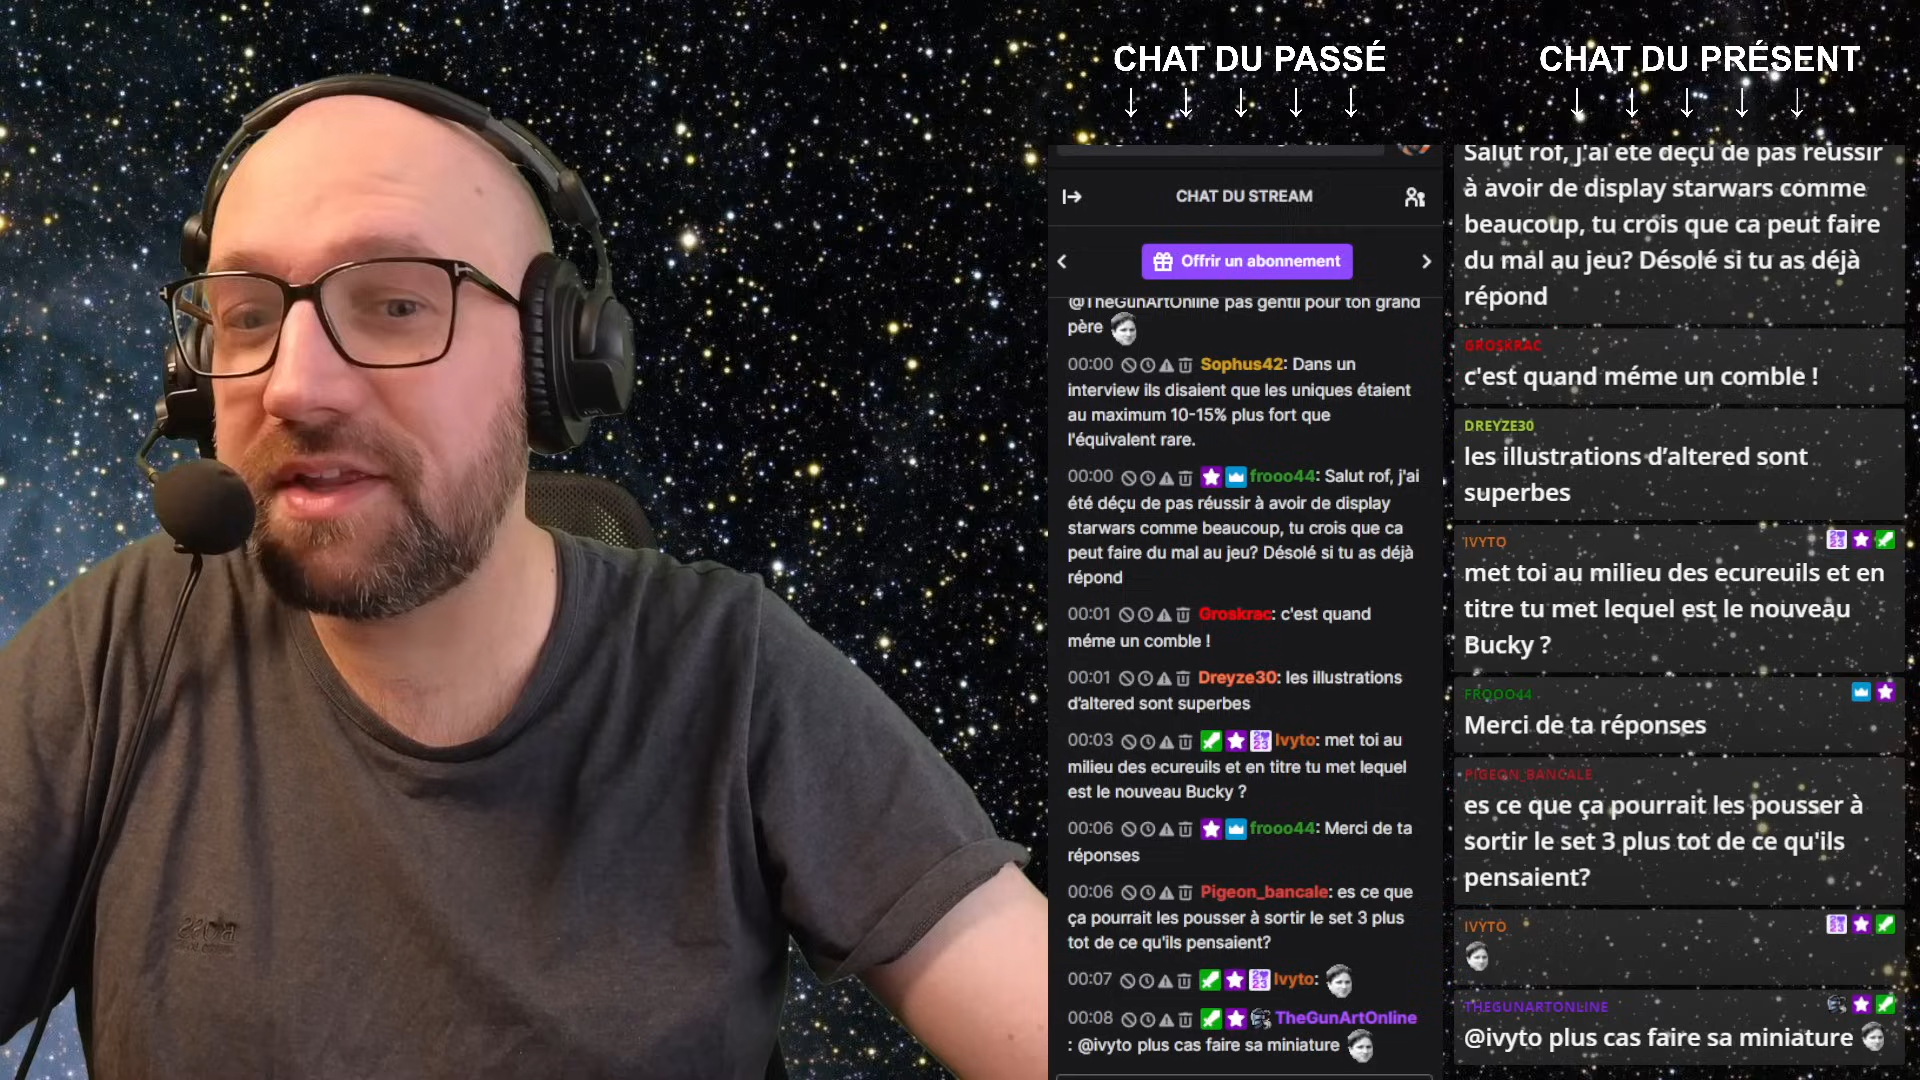 CHAT DU PASSÉ
↓ ↓ ↓ ↓ ↓
CHAT DU STREAM
Offrir un abonnement
@TheGunArtOnline pas gentil pour ton grand
père
00:00 Sophus42: Dans un
interview ils disaient que les uniques étaient
au maximum 10-15% plus fort que
l'équivalent rare.
00:00 frooo44: Salut rof, j'ai
été déçu de pas réussir à avoir de display
starwars comme beaucoup, tu crois que ca
peut faire du mal au jeu? Désolé si tu as déjà
répond
00:01 Groskrac: c'est quand
méme un comble !
00:01 Dreyze30: les illustrations
d'altered sont superbes
00:03 Ivyto: met toi au
milieu des ecureuils et en titre tu met lequel
est le nouveau Bucky ?
00:06 frooo44: Merci de ta
réponses
00:06 Pigeon_bancale: es ce que
ça pourrait les pousser à sortir le set 3 plus
tot de ce qu'ils pensaient?
00:07 Ivyto:
00:08 TheGunArtOnline
: @ivyto plus cas faire sa miniature
CHAT DU PRÉSENT
↓ ↓ ↓ ↓ ↓
Salut rof, j'ai été deçu de pas réussir
à avoir de display starwars comme
beaucoup, tu crois que ca peut faire
du mal au jeu? Désolé si tu as déjà
répond
GROSKRAC
c'est quand méme un comble !
DREYZE30
les illustrations d’altered sont
superbes
IVYTO
met toi au milieu des ecureuils et en
titre tu met lequel est le nouveau
Bucky ?
FROOO44
Merci de ta réponses
PIGEON_BANCALE
es ce que ça pourrait les pousser à
sortir le set 3 plus tot de ce qu'ils
pensaient?
IVYTO
THEGUNARTONLINE
@ivyto plus cas faire sa miniature